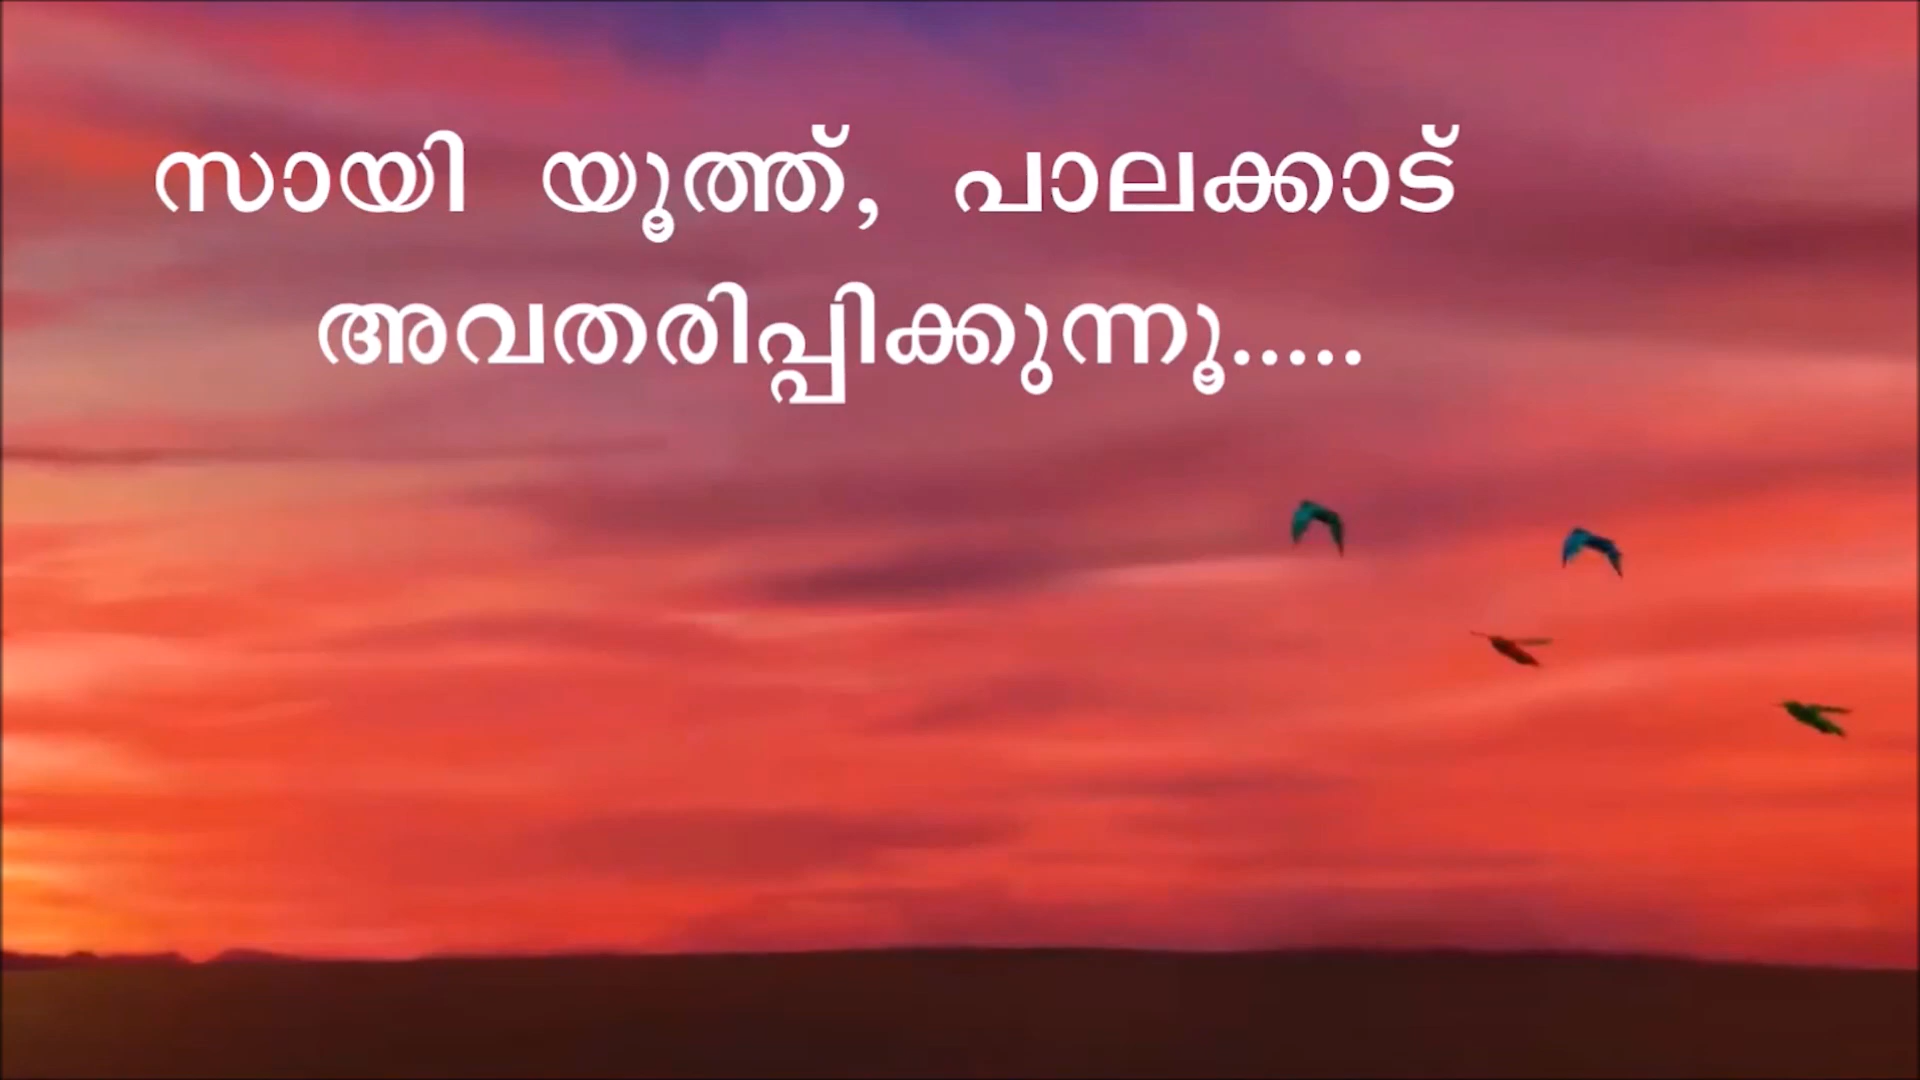 സായി യൂത്ത്, പാലക്കാട്
അവതരിപ്പിക്കുന്നൂ.....